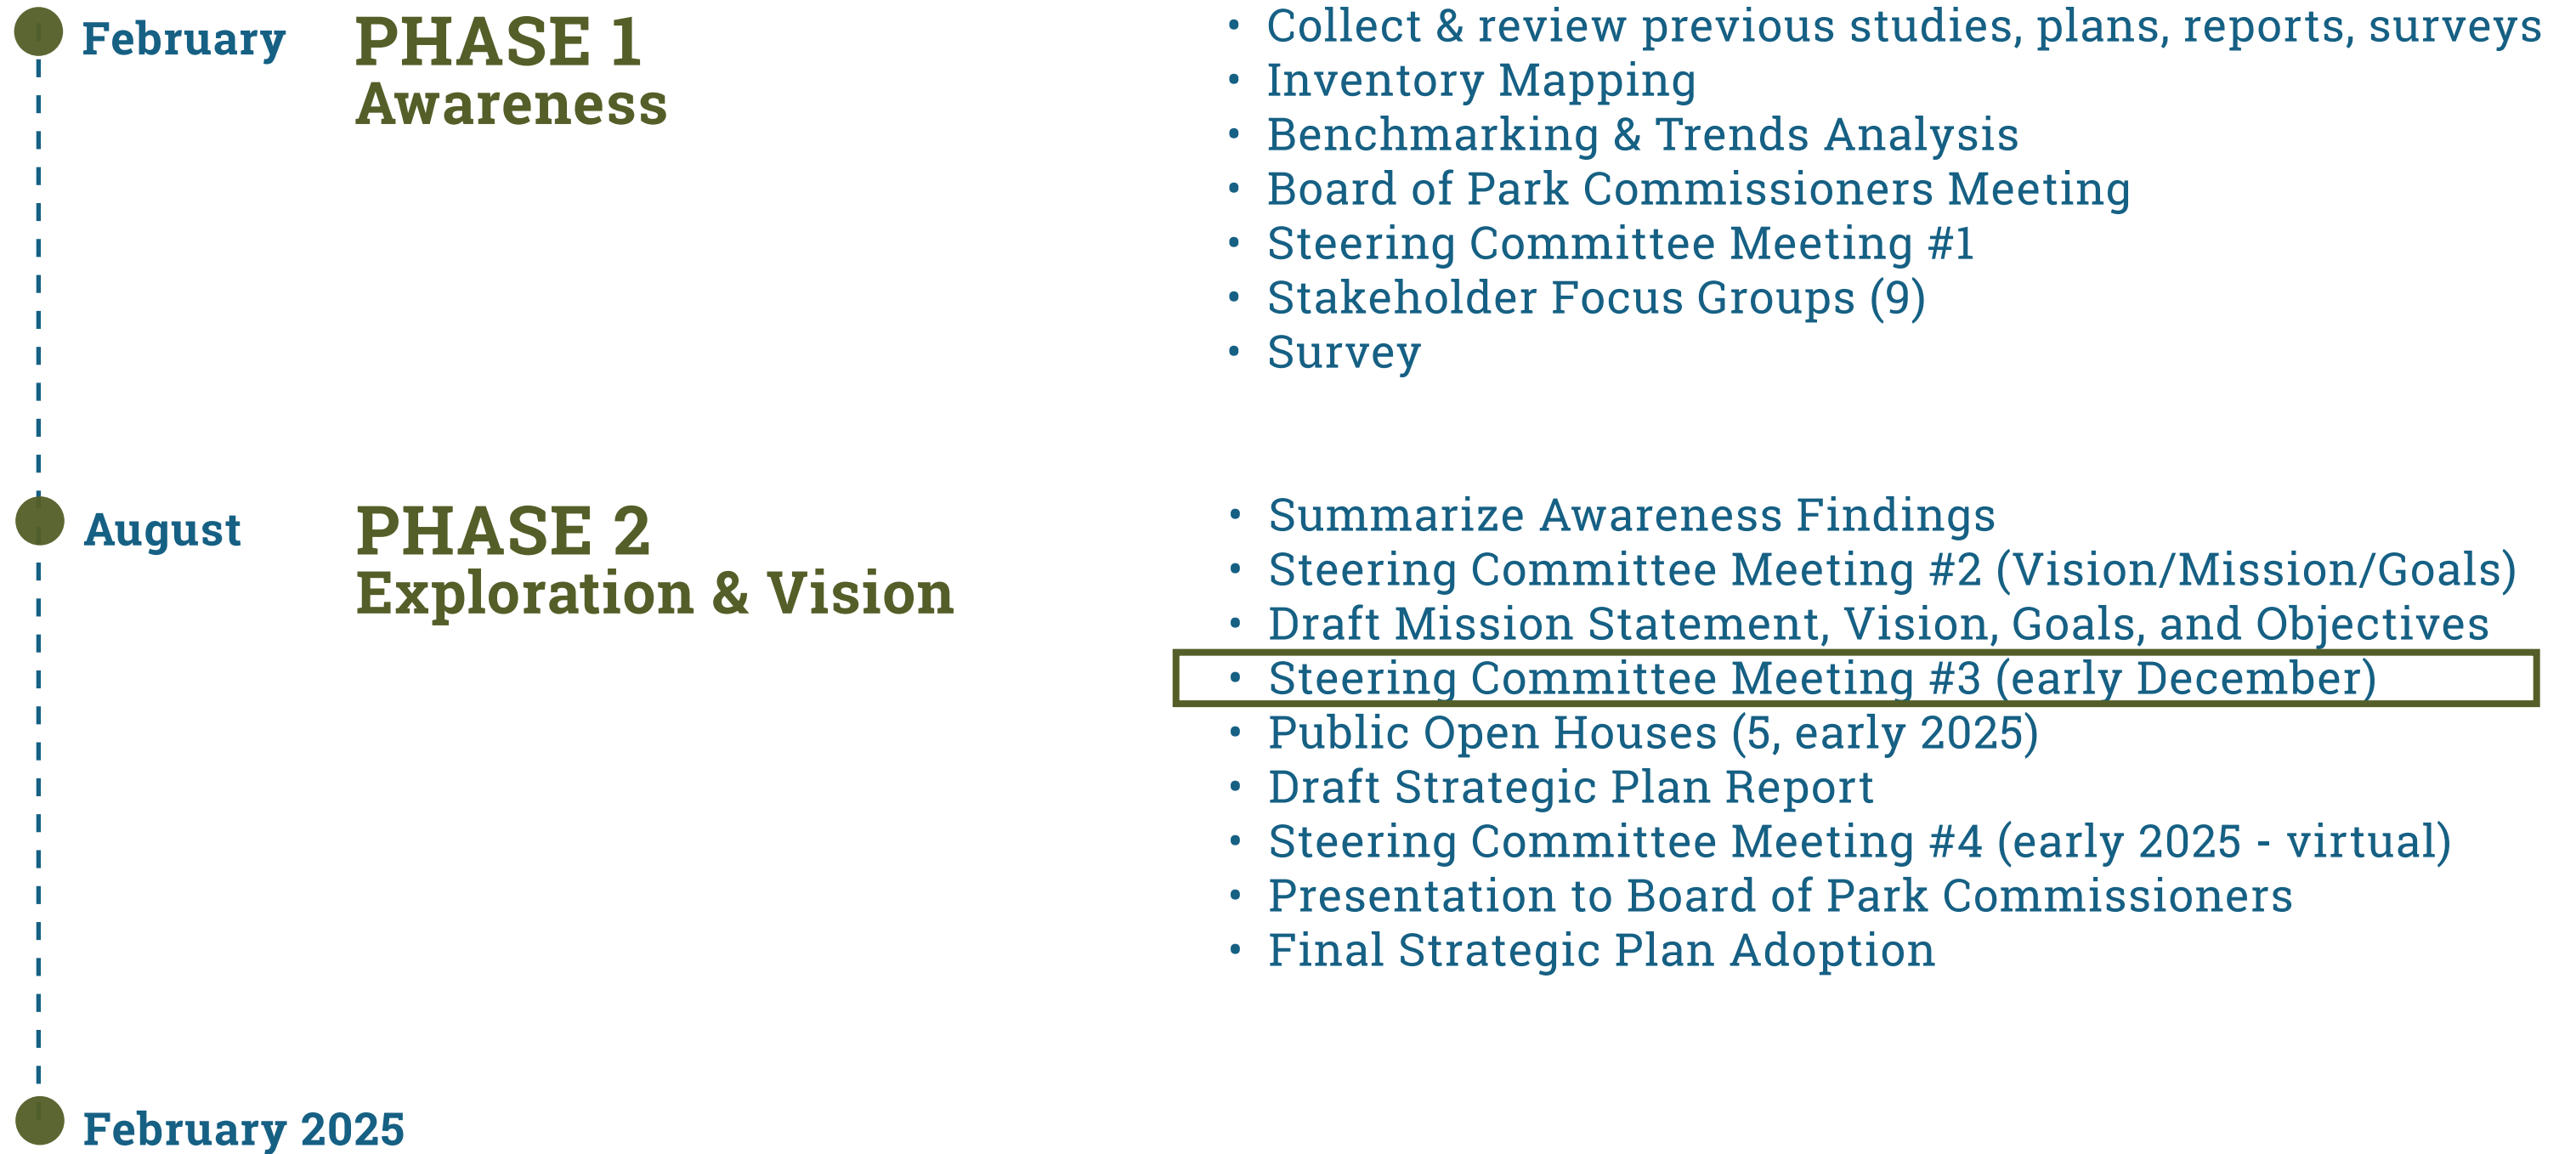 February
PHASE 1
Awareness
• Collect & review previous studies, plans, reports, surveys
• Inventory Mapping
• Benchmarking & Trends Analysis
• Board of Park Commissioners Meeting
• Steering Committee Meeting #1
• Stakeholder Focus Groups (9)
• Survey
August
PHASE 2
Exploration & Vision
• Summarize Awareness Findings
• Steering Committee Meeting #2 (Vision/Mission/Goals)
• Draft Mission Statement, Vision, Goals, and Objectives
• Steering Committee Meeting #3 (early December)
• Public Open Houses (5, early 2025)
• Draft Strategic Plan Report
• Steering Committee Meeting #4 (early 2025 - virtual)
• Presentation to Board of Park Commissioners
• Final Strategic Plan Adoption
February 2025